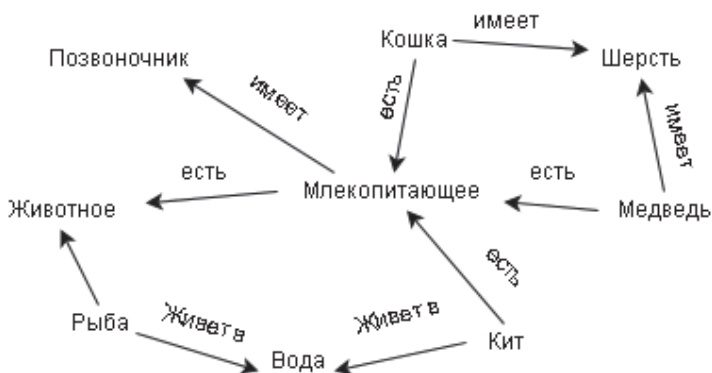 Кошка
имеет
Шерсть
Позвоночник
имеет
есть
имеет
есть
Млекопитающее
есть
Животное
Медведь
есть
Рыба
Живет в
Живет в
Кит
Вода